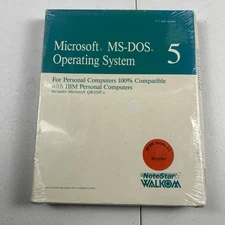 Microsoft® MS-DOS®
Operating System 5
For Personal Computers 100% Compatible
with IBM Personal Computers
Includes Microsoft QBASIC®
NoteStar
WALKOM